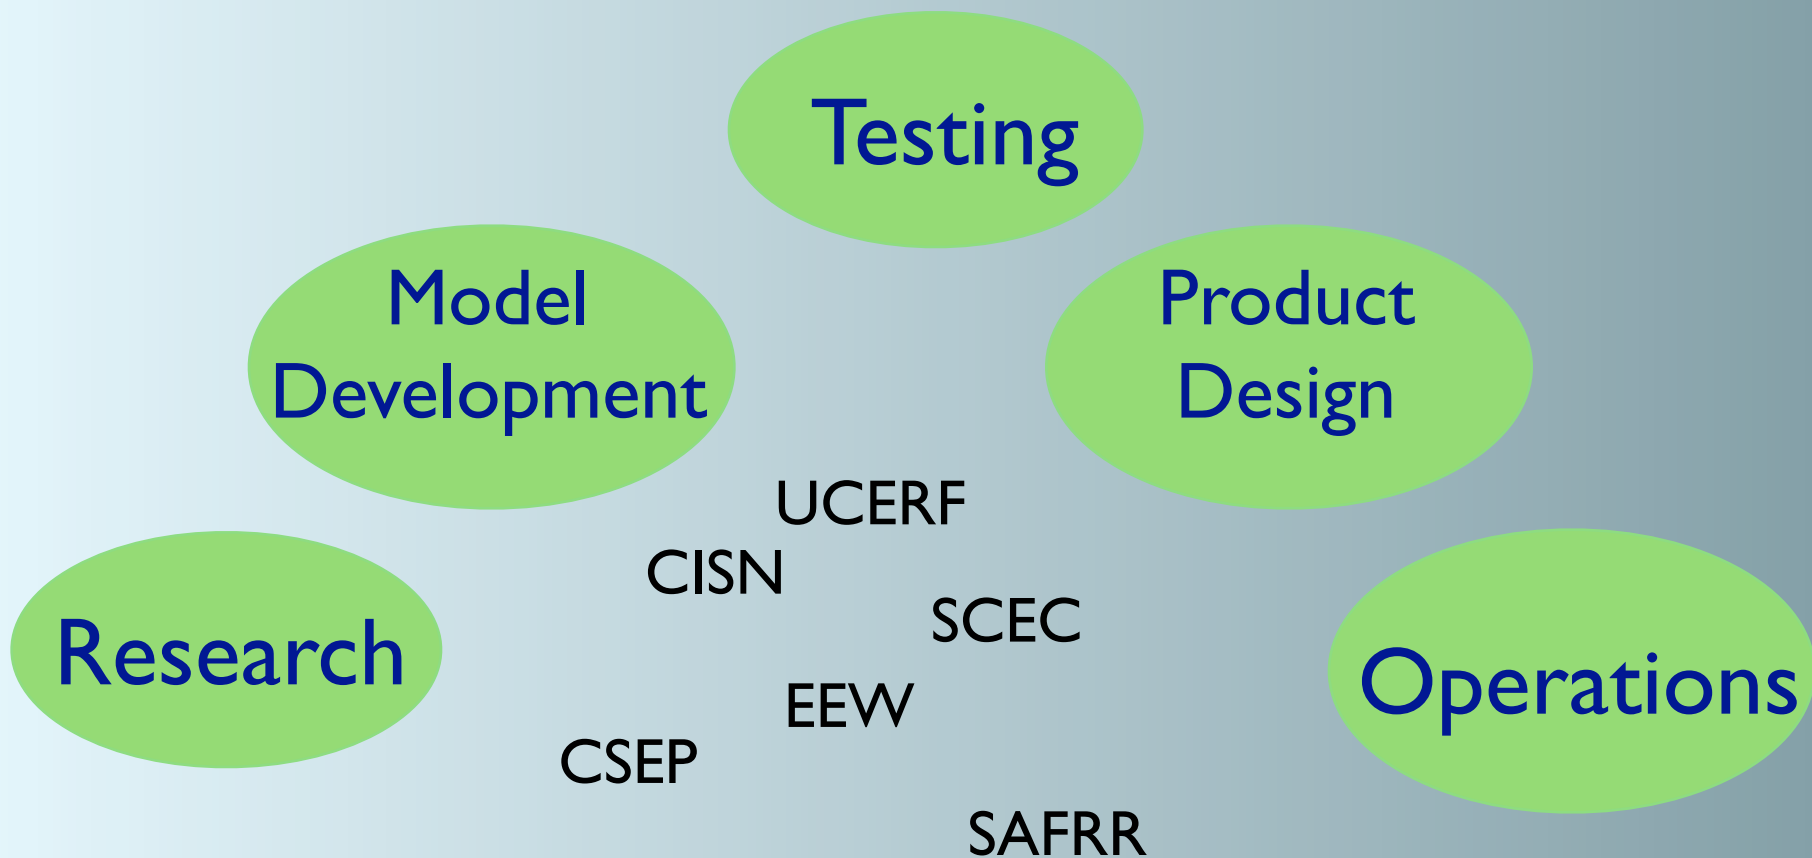 Testing
Model
Development
Product
Design
UCERF
CISN
SCEC
Research
Operations
EEW
CSEP
SAFRR